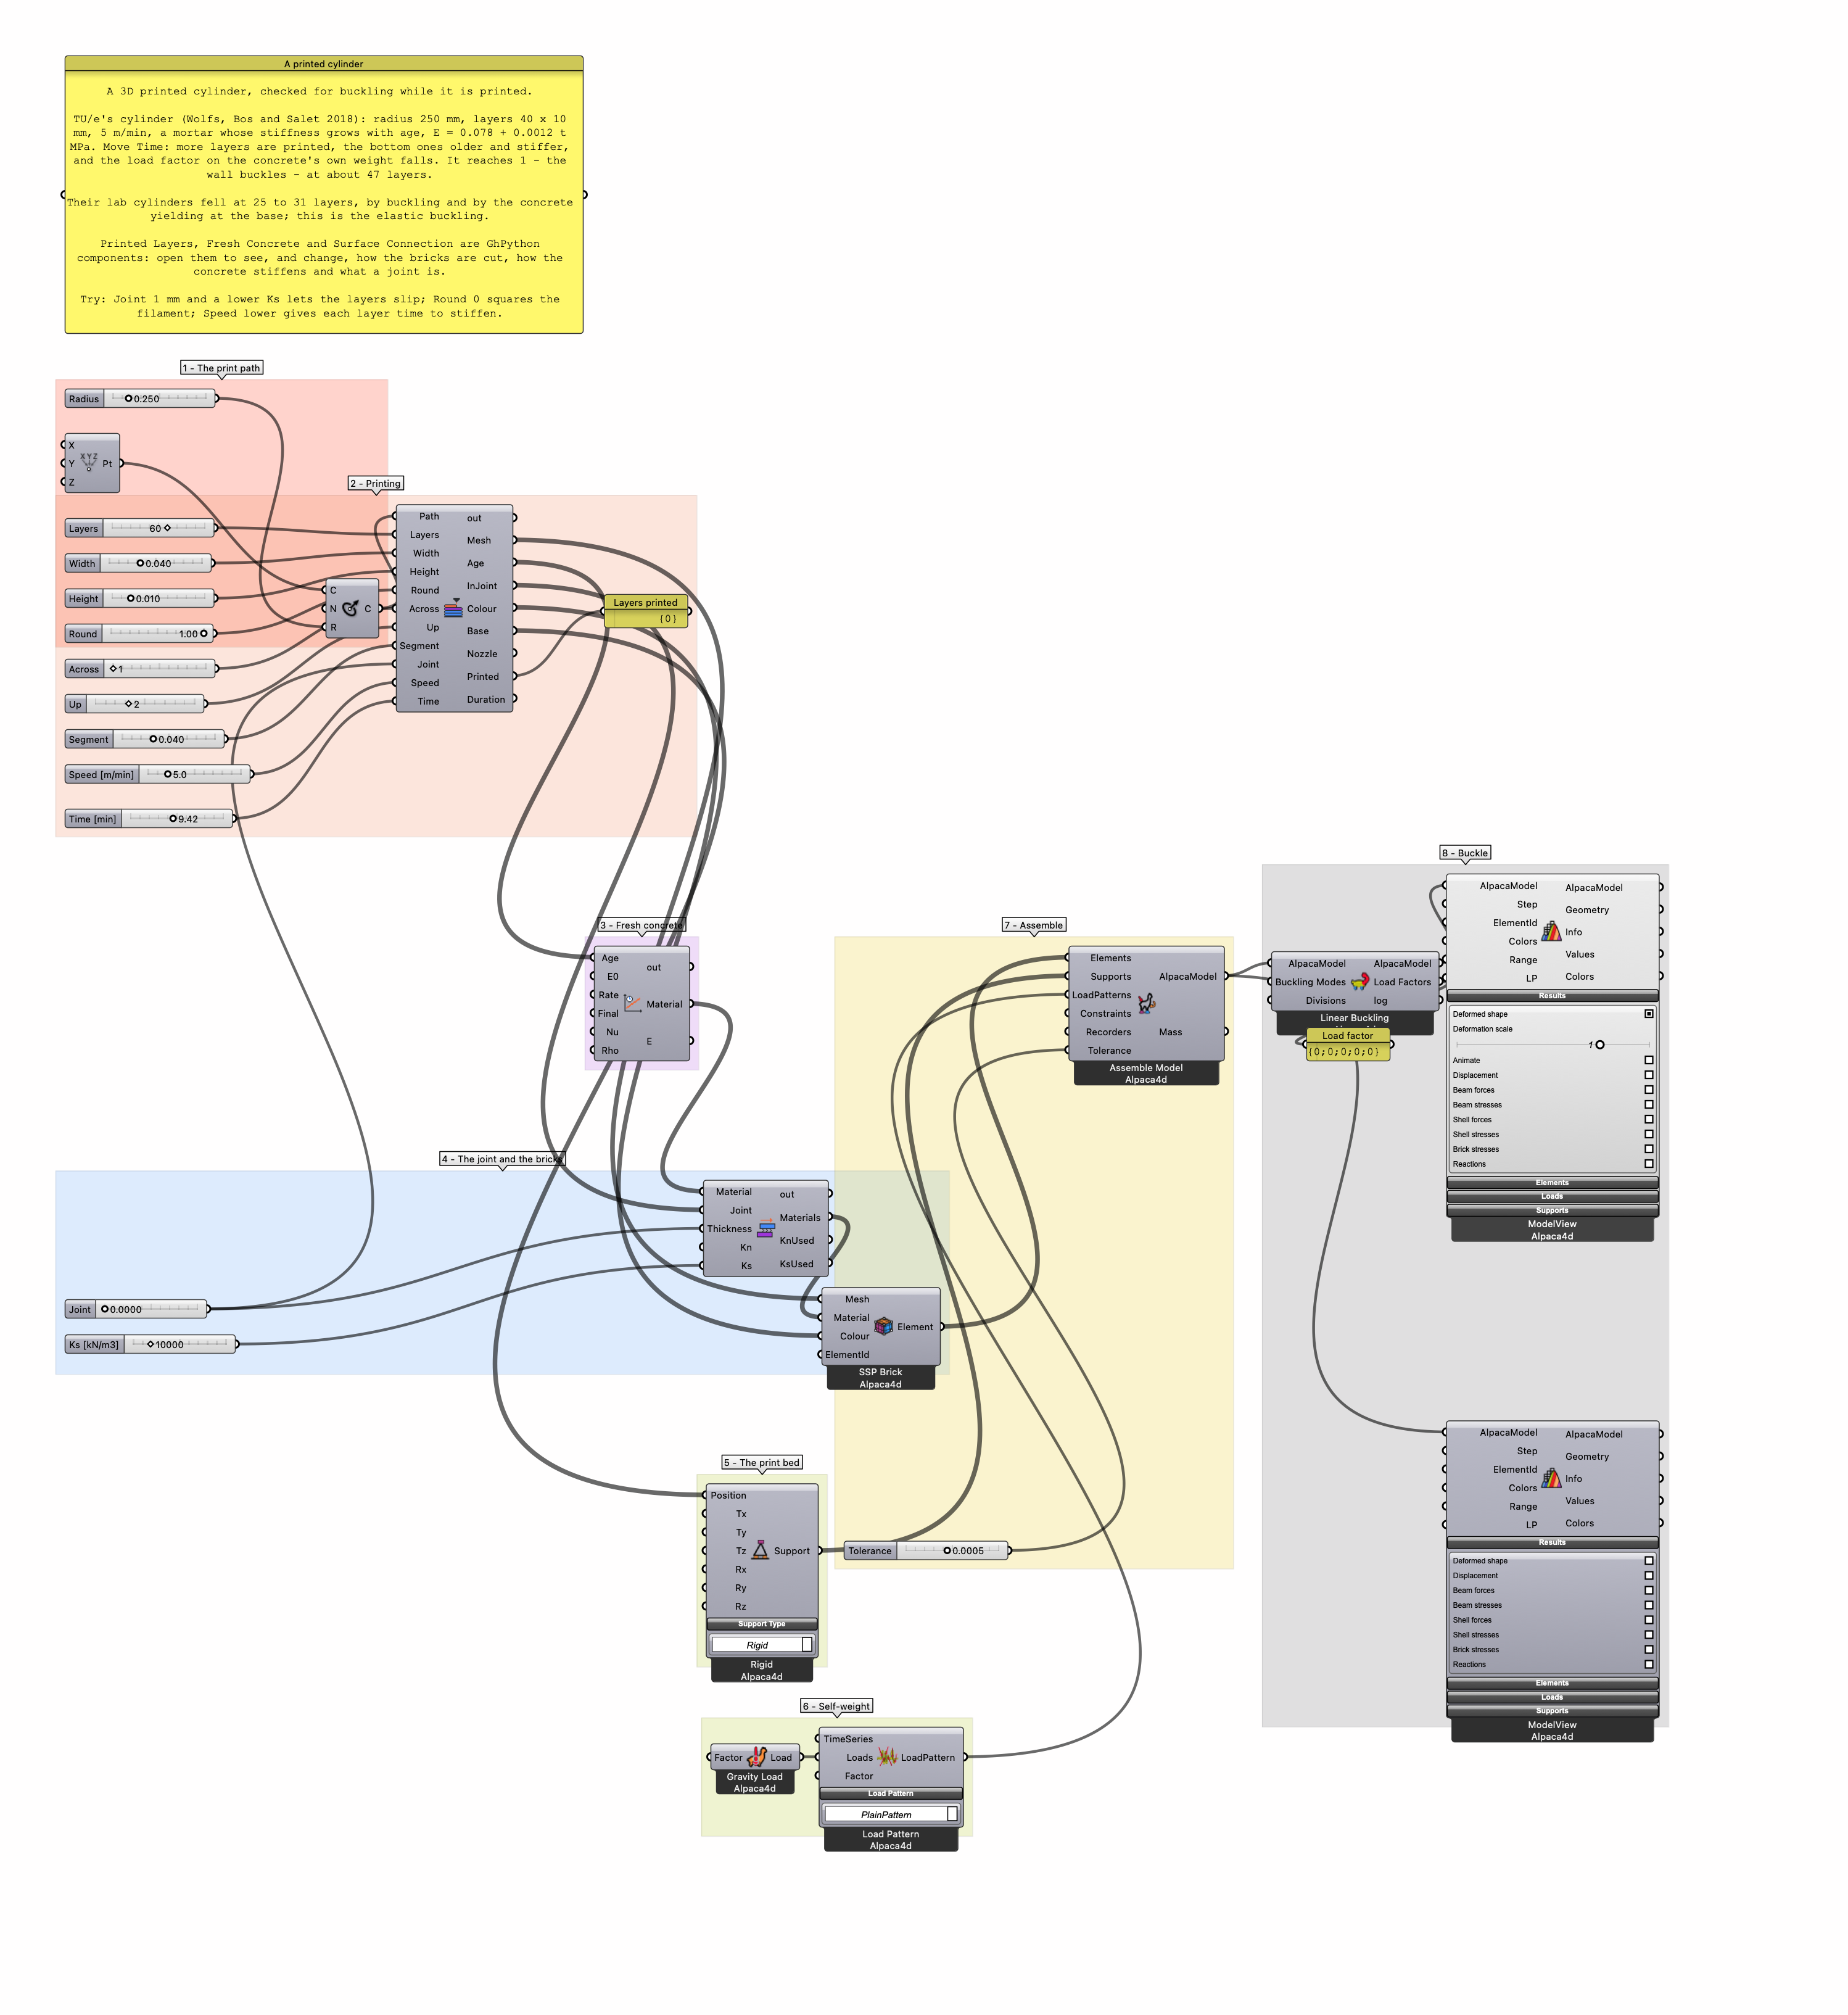 A printed cylinder
A 3D printed cylinder, checked for buckling while it is printed.
TU/e's cylinder (Wolfs, Bos and Salet 2018): radius 250 mm, layers 40 x 10
mm, 5 m/min, a mortar whose stiffness grows with age, E = 0.078 + 0.0012 t
MPa. Move Time: more layers are printed, the bottom ones older and stiffer,
and the load factor on the concrete's own weight falls. It reaches 1 - the
wall buckles - at about 47 layers.
Their lab cylinders fell at 25 to 31 layers, by buckling and by the concrete
yielding at the base; this is the elastic buckling.
Printed Layers, Fresh Concrete and Surface Connection are GhPython
components: open them to see, and change, how the bricks are cut, how the
concrete stiffens and what a joint is.
Try: Joint 1 mm and a lower Ks lets the layers slip; Round 0 squares the
filament; Speed lower gives each layer time to stiffen.
1 - The print path
Radius 0.250
X
Y
Z
XYZ
Pt
2 - Printing
Layers 60
Width 0.040
Height 0.010
Round 1.00
Across 1
Up 2
Segment 0.040
Speed [m/min] 5.0
Time [min] 9.42
C
N
R
C
Path
Layers
Width
Height
Round
Across
Up
Segment
Joint
Speed
Time
out
Mesh
Age
InJoint
Colour
Base
Nozzle
Printed
Duration
Layers printed
{0}
3 - Fresh concrete
Age
E0
Rate
Final
Nu
Rho
out
Material
E
4 - The joint and the bricks
Material
Joint
Thickness
Kn
Ks
out
Materials
KnUsed
KsUsed
Joint 0.0000
Ks [kN/m3] 10000
Mesh
Material
Colour
ElementId
Element
SSP Brick
Alpaca4d
5 - The print bed
Position
Tx
Ty
Tz
Rx
Ry
Rz
Support
Support Type
Rigid
Rigid
Alpaca4d
6 - Self-weight
Factor
Load
Gravity Load
Alpaca4d
TimeSeries
Loads
Factor
LoadPattern
Load Pattern
PlainPattern
Load Pattern
Alpaca4d
7 - Assemble
Elements
Supports
LoadPatterns
Constraints
Recorders
Tolerance
AlpacaModel
Mass
Assemble Model
Alpaca4d
Tolerance 0.0005
8 - Buckle
AlpacaModel
Buckling Modes
Divisions
AlpacaModel
Load Factors
log
Linear Buckling
Load factor
{0;0;0;0;0}
AlpacaModel
Step
ElementId
Colors
Range
LP
AlpacaModel
Geometry
Info
Values
Colors
Results
Deformed shape
Deformation scale
1
Animate
Displacement
Beam forces
Beam stresses
Shell forces
Shell stresses
Brick stresses
Reactions
Elements
Loads
Supports
ModelView
Alpaca4d
AlpacaModel
Step
ElementId
Colors
Range
LP
AlpacaModel
Geometry
Info
Values
Colors
Results
Deformed shape
Displacement
Beam forces
Beam stresses
Shell forces
Shell stresses
Brick stresses
Reactions
Elements
Loads
Supports
ModelView
Alpaca4d